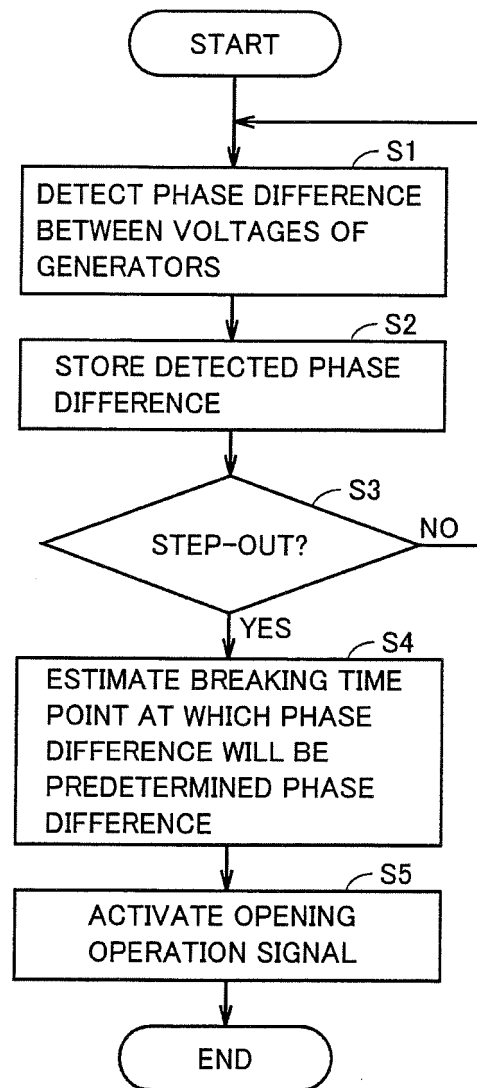 START
S1
DETECT PHASE DIFFERENCE
BETWEEN VOLTAGES OF
GENERATORS
S2
STORE DETECTED PHASE
DIFFERENCE
S3
STEP-OUT?
NO
YES
S4
ESTIMATE BREAKING TIME
POINT AT WHICH PHASE
DIFFERENCE WILL BE
PREDETERMINED PHASE
DIFFERENCE
S5
ACTIVATE OPENING
OPERATION SIGNAL
END